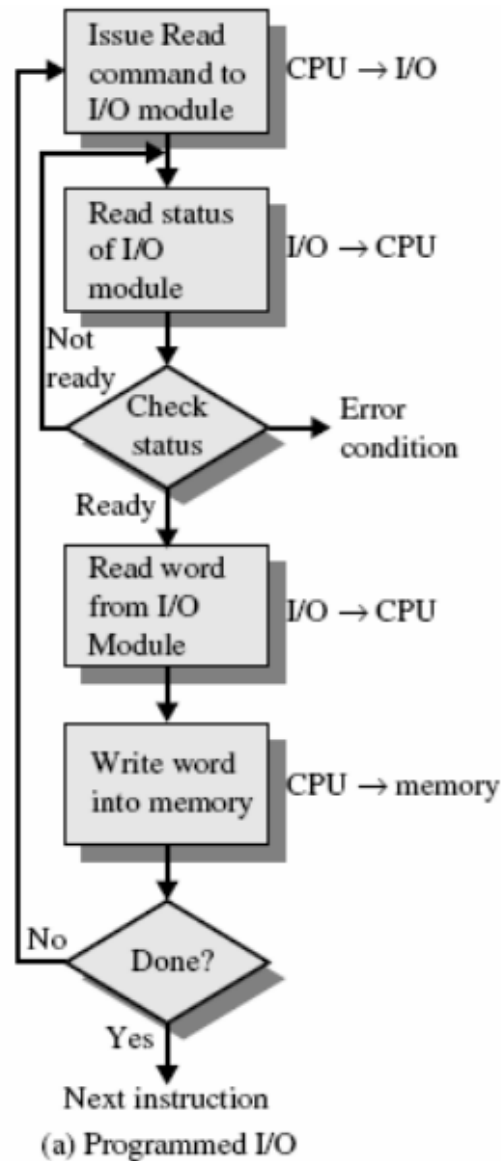 Issue Read
command to
I/O module
CPU → I/O
Read status
of I/O
module
I/O → CPU
Not
ready
Check
status
Error
condition
Ready
Read word
from I/O
Module
I/O → CPU
Write word
into memory
CPU → memory
No
Done?
Yes
Next instruction
(a) Programmed I/O